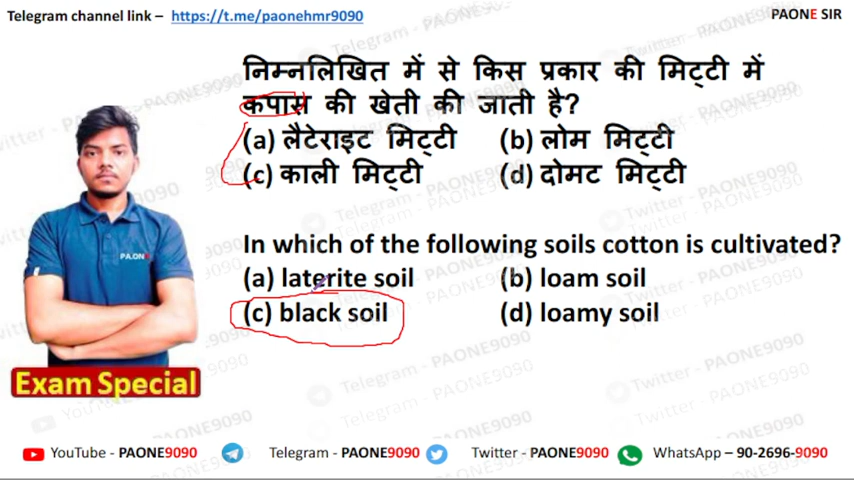 Telegram channel link – https://t.me/paonehmr9090
PAONE SIR
निम्नलिखित में से किस प्रकार की मिट्टी में
कपास की खेती की जाती है?
(a) लैटेराइट मिट्टी (b) लोम मिट्टी
(c) काली मिट्टी (d) दोमट मिट्टी
In which of the following soils cotton is cultivated?
(a) laterite soil (b) loam soil
(c) black soil (d) loamy soil
PAONE
Exam Special
YouTube - PAONE9090 Telegram - PAONE9090 Twitter - PAONE9090 WhatsApp – 90-2696-9090